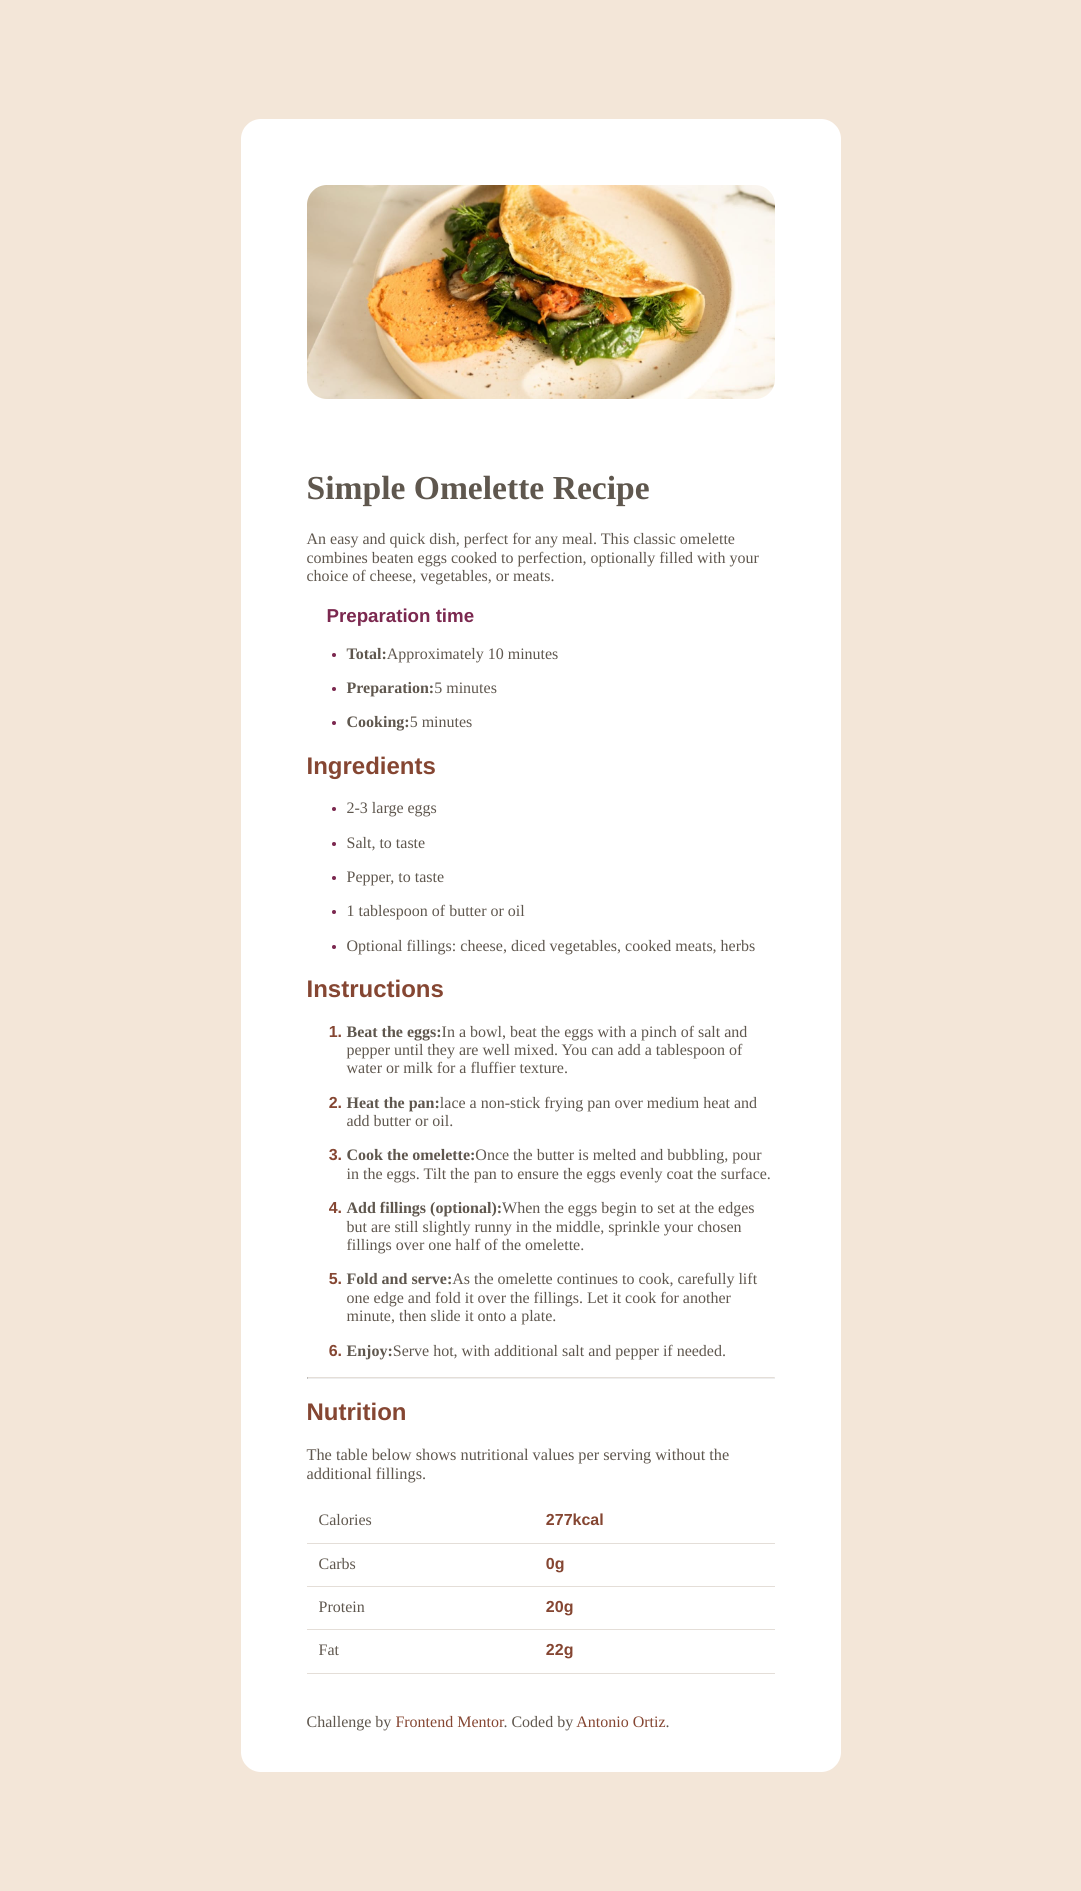 Simple Omelette Recipe
An easy and quick dish, perfect for any meal. This classic omelette
combines beaten eggs cooked to perfection, optionally filled with your
choice of cheese, vegetables, or meats.
Preparation time
• Total:Approximately 10 minutes
• Preparation:5 minutes
• Cooking:5 minutes
Ingredients
• 2-3 large eggs
• Salt, to taste
• Pepper, to taste
• 1 tablespoon of butter or oil
• Optional fillings: cheese, diced vegetables, cooked meats, herbs
Instructions
1. Beat the eggs:In a bowl, beat the eggs with a pinch of salt and
pepper until they are well mixed. You can add a tablespoon of
water or milk for a fluffier texture.
2. Heat the pan:lace a non-stick frying pan over medium heat and
add butter or oil.
3. Cook the omelette:Once the butter is melted and bubbling, pour
in the eggs. Tilt the pan to ensure the eggs evenly coat the surface.
4. Add fillings (optional):When the eggs begin to set at the edges
but are still slightly runny in the middle, sprinkle your chosen
fillings over one half of the omelette.
5. Fold and serve:As the omelette continues to cook, carefully lift
one edge and fold it over the fillings. Let it cook for another
minute, then slide it onto a plate.
6. Enjoy:Serve hot, with additional salt and pepper if needed.
Nutrition
The table below shows nutritional values per serving without the
additional fillings.
Calories 277kcal
Carbs 0g
Protein 20g
Fat 22g
Challenge by Frontend Mentor. Coded by Antonio Ortiz.